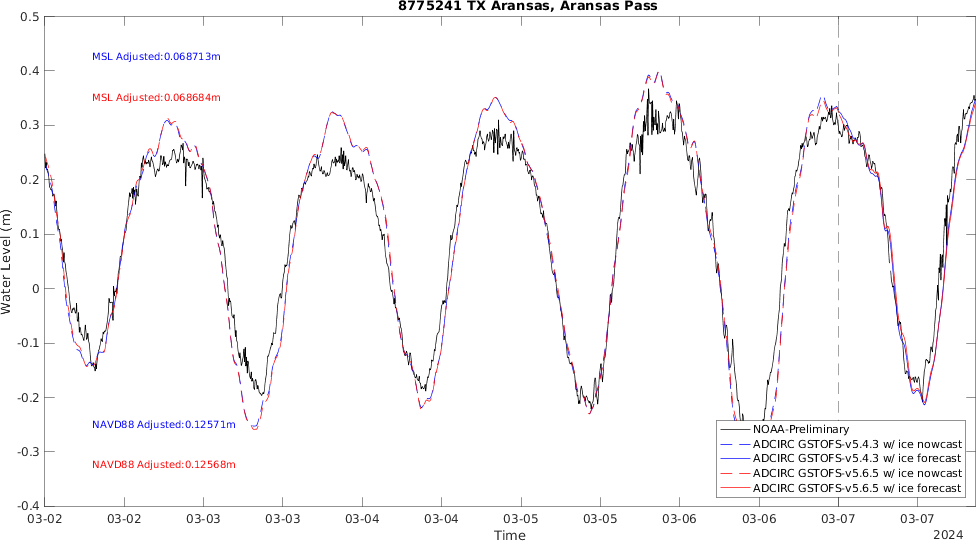 8775241 TX Aransas, Aransas Pass
0.5
0.4
0.3
0.2
0.1
0
-0.1
-0.2
-0.3
-0.4
Water Level (m)
MSL Adjusted:0.068713m
MSL Adjusted:0.068684m
NAVD88 Adjusted:0.12571m
NAVD88 Adjusted:0.12568m
NOAA-Preliminary
ADCIRC GSTOFS-v5.4.3 w/ ice nowcast
ADCIRC GSTOFS-v5.4.3 w/ ice forecast
ADCIRC GSTOFS-v5.6.5 w/ ice nowcast
ADCIRC GSTOFS-v5.6.5 w/ ice forecast
03-02 03-02 03-03 03-03 03-04 03-04 03-05 03-05 03-06 03-06 03-07 03-07
Time
2024